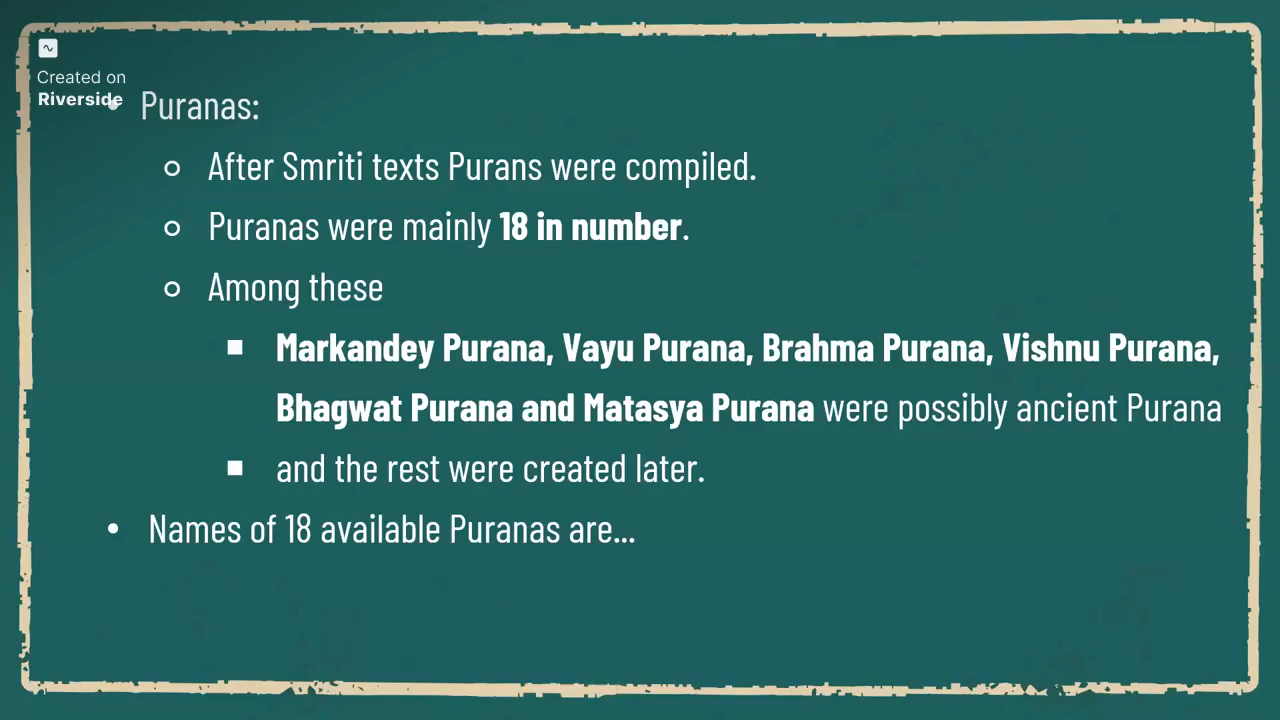 Created on
Riverside
Puranas:
After Smriti texts Purans were compiled.
Puranas were mainly 18 in number.
Among these
Markandey Purana, Vayu Purana, Brahma Purana, Vishnu Purana,
Bhagwat Purana and Matasya Purana were possibly ancient Purana
and the rest were created later.
Names of 18 available Puranas are...